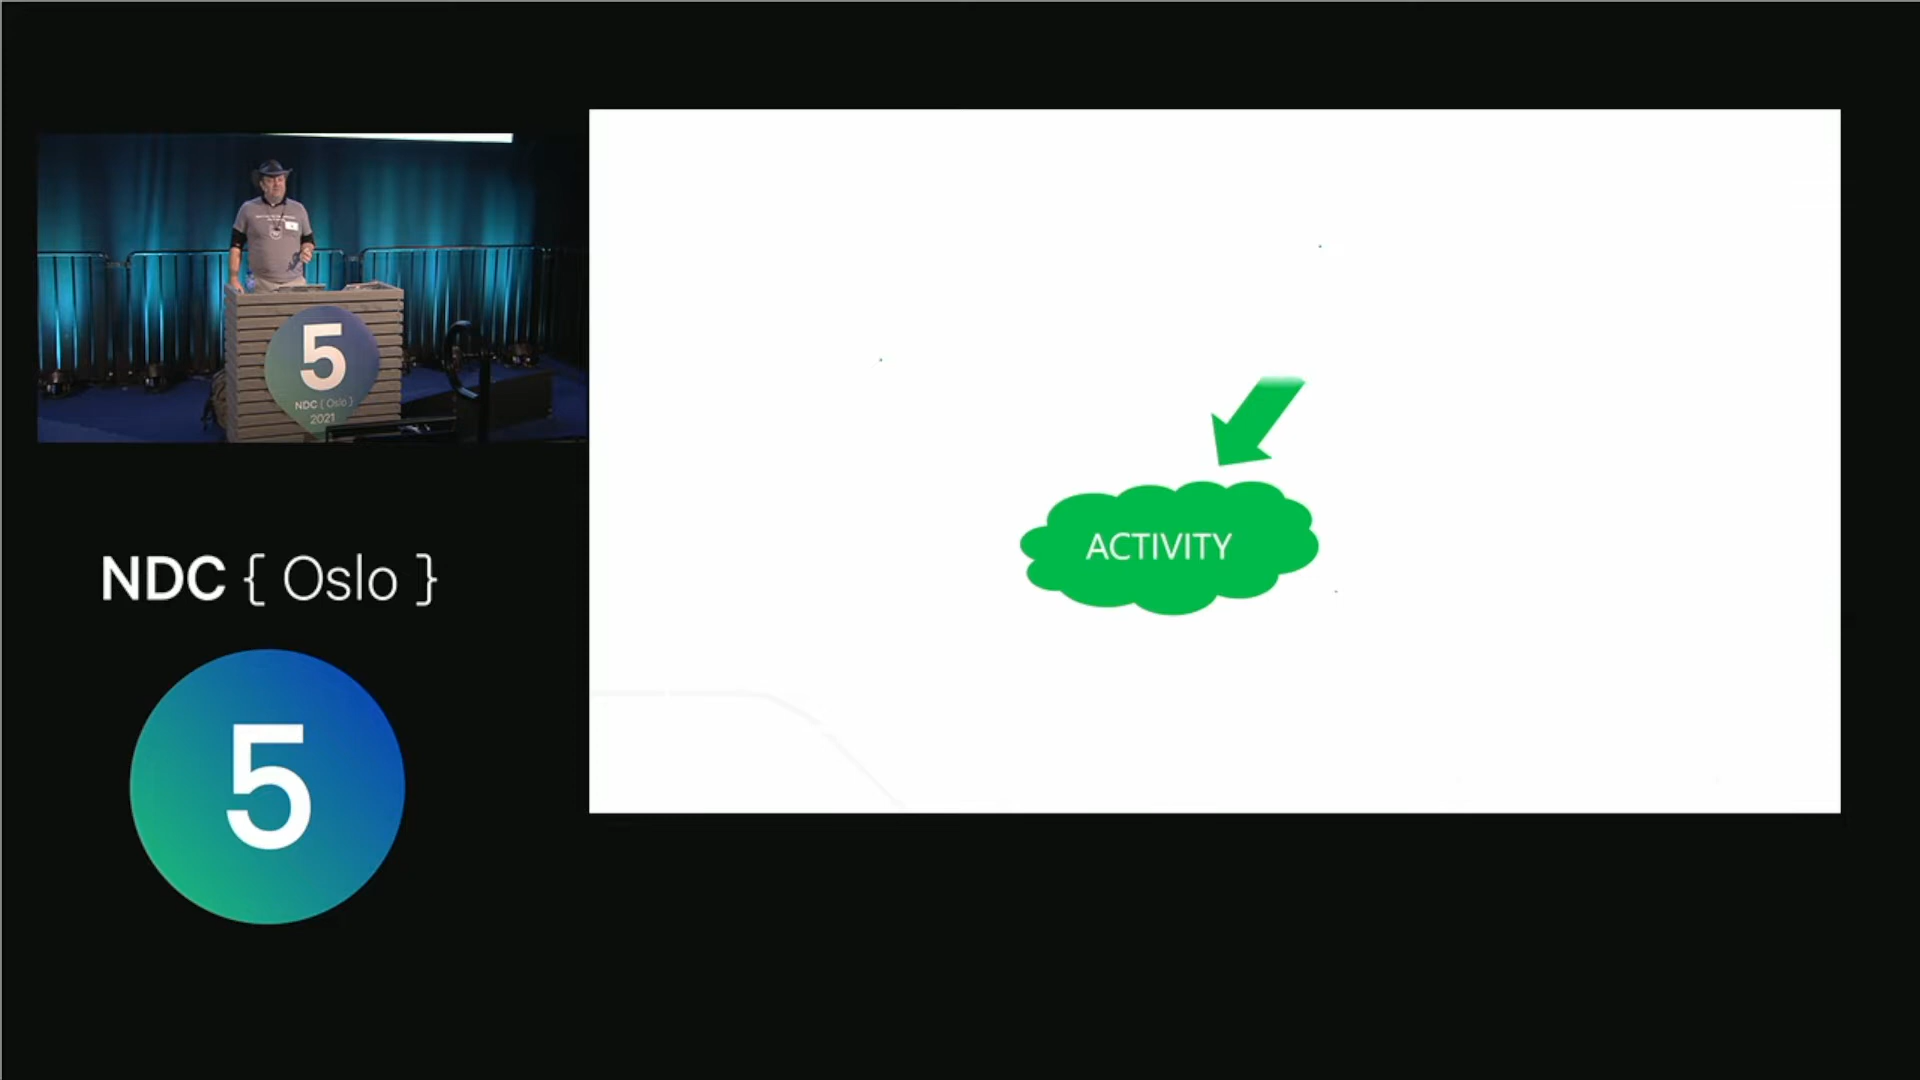 5
NDC { Oslo }
2021
NDC { Oslo }
5
ACTIVITY